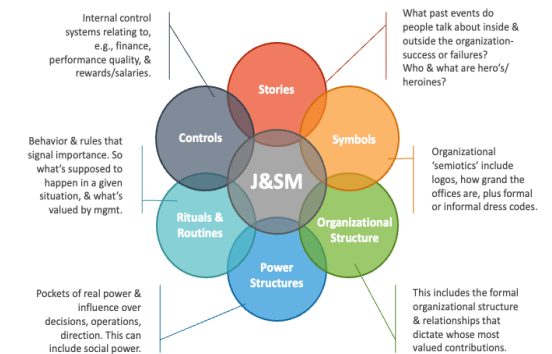 Internal control
systems relating to,
e.g., finance,
performance quality, &
rewards/salaries.
What past events do
people talk about inside &
outside the organization-
success or failures?
Who & what are hero's/
heroines?
Stories
Controls
Symbols
Behavior & rules that
signal importance. So
what's supposed to
happen in a given
situation, & what's
valued by mgmt.
J&SM
Organizational
'semiotics' include
logos, how grand the
offices are, plus formal
or informal dress codes.
Rituals &
Routines
Organizational
Structure
Power
Structures
Pockets of real power &
influence over
decisions, operations,
direction. This can
include social power.
This includes the formal
organizational structure
& relationships that
dictate whose most
valued contributions.